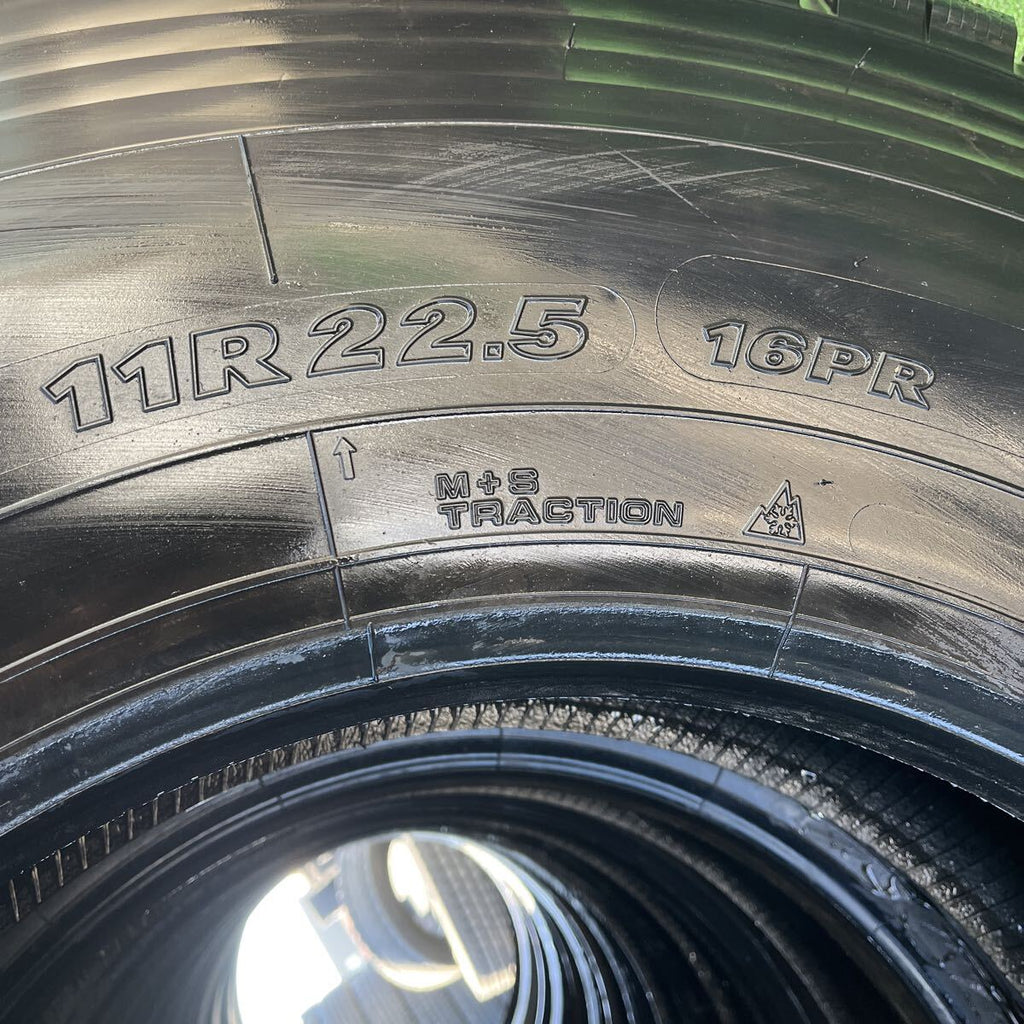 11R22.5 16PR
M+S
TRACTION